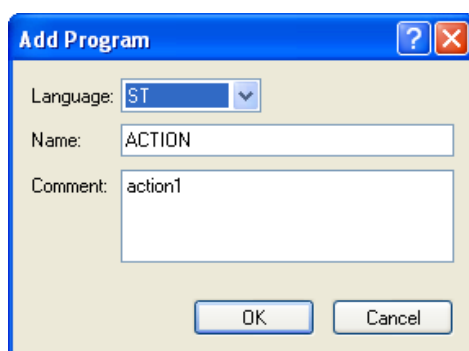 Add Program
Language: ST
Name: ACTION
Comment: action1
OK Cancel